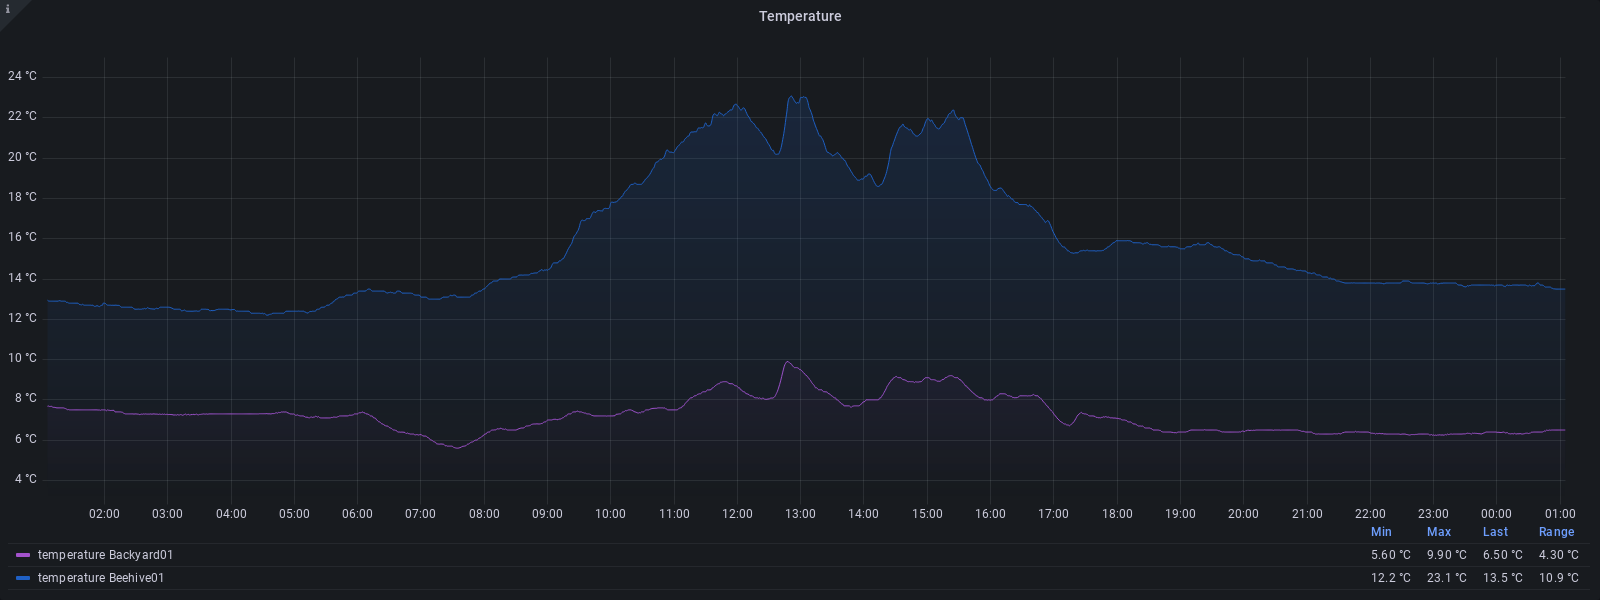 i
Temperature
24 °C
22 °C
20 °C
18 °C
16 °C
14 °C
12 °C
10 °C
8 °C
6 °C
4 °C
02:00 03:00 04:00 05:00 06:00 07:00 08:00 09:00 10:00 11:00 12:00 13:00 14:00 15:00 16:00 17:00 18:00 19:00 20:00 21:00 22:00 23:00 00:00 01:00
Min Max Last Range
temperature Backyard01 5.60 °C 9.90 °C 6.50 °C 4.30 °C
temperature Beehive01 12.2 °C 23.1 °C 13.5 °C 10.9 °C